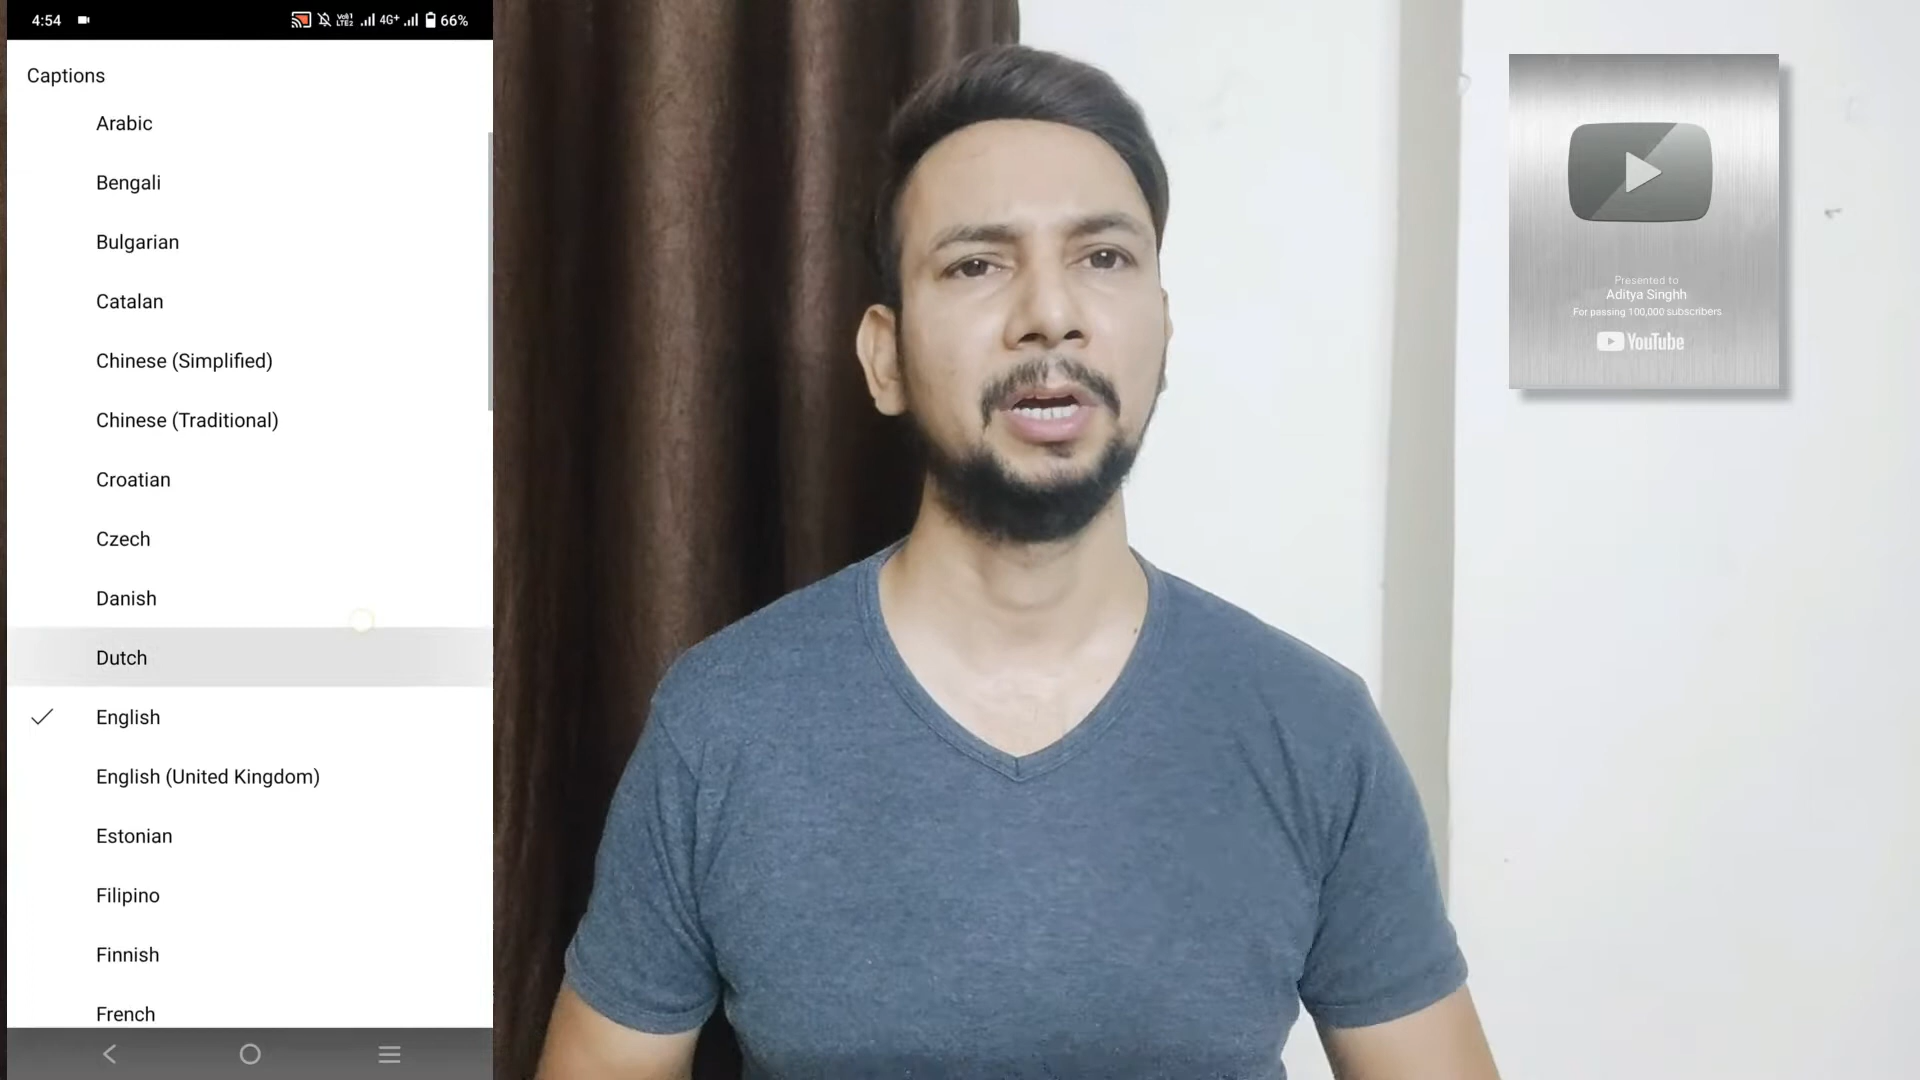 4:54
4G+
66%
Captions
Arabic
Bengali
Bulgarian
Catalan
Chinese (Simplified)
Chinese (Traditional)
Croatian
Czech
Danish
Dutch
English
English (United Kingdom)
Estonian
Filipino
Finnish
French
Presented to
Aditya Singhh
For passing 100,000 subscribers
YouTube